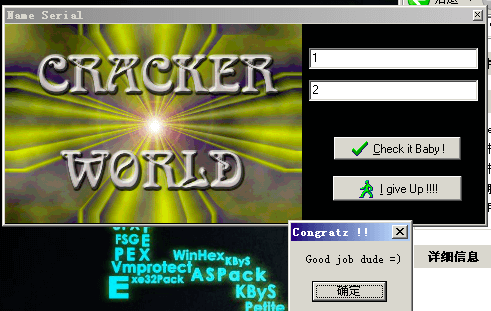 Name Serial
CRACKER
WORLD
1
2
Check it Baby !
I give Up !!!!
FSG
PEX
WinHex
KByS
Vmprotect
ASPack
Exe32Pack
KByS
Petite
Congratz !!
Good job dude =)
确定
详细信息